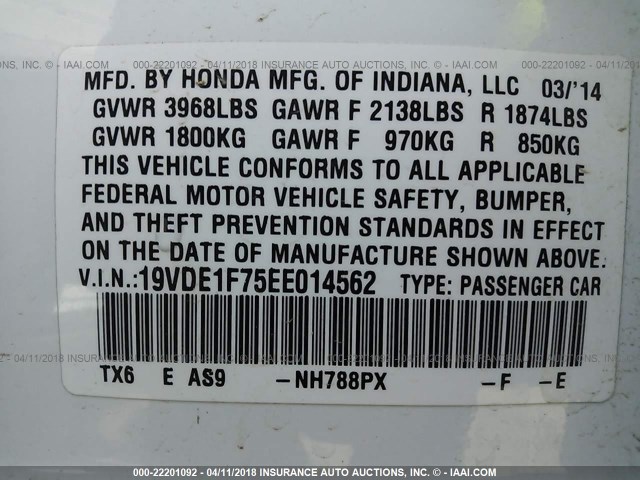 000-22201092 - 04/11/2018 INSURANCE AUTO AUCTIONS, INC. - © IAAI.COM
MFD. BY HONDA MFG. OF INDIANA, LLC 03/'14
GVWR 3968LBS GAWR F 2138LBS R 1874LBS
GVWR 1800KG GAWR F 970KG R 850KG
THIS VEHICLE CONFORMS TO ALL APPLICABLE
FEDERAL MOTOR VEHICLE SAFETY, BUMPER,
AND THEFT PREVENTION STANDARDS IN EFFECT
ON THE DATE OF MANUFACTURE SHOWN ABOVE.
V.I.N.:19VDE1F75EE014562 TYPE: PASSENGER CAR
TX6 E AS9 -NH788PX -F -E
000-22201092 - 04/11/2018 INSURANCE AUTO AUCTIONS, INC. - © IAAI.COM